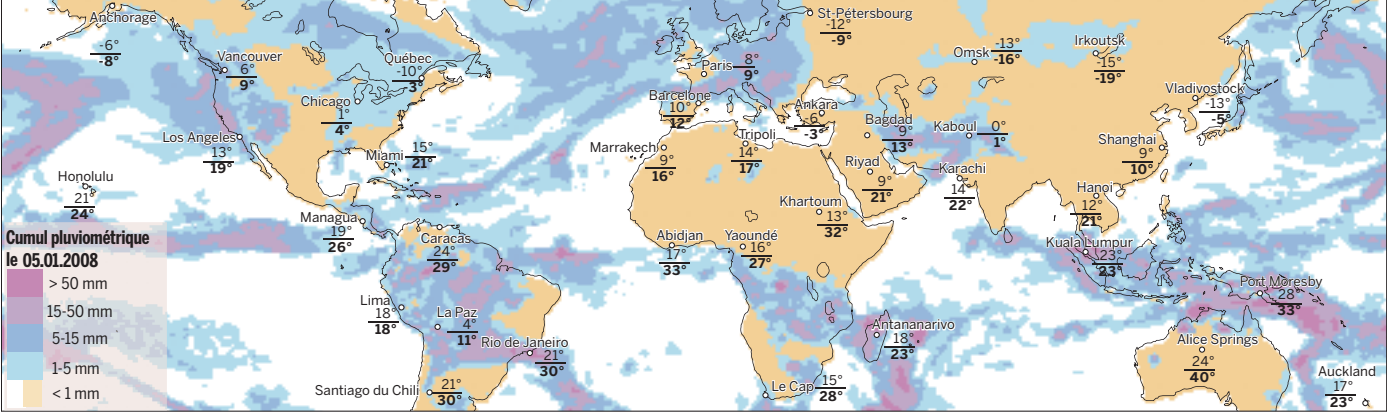 Anchorage
-6°
-8°
Vancouver
6°
9°
Québec
-10°
-3°
Chicago
1°
4°
Los Angeles
13°
19°
Miami
15°
21°
Honolulu
21°
24°
Managua
19°
26°
Caracas
24°
29°
Lima
18°
18°
La Paz
4°
11°
Rio de Janeiro
21°
30°
Santiago du Chili
21°
30°
St-Pétersbourg
-12°
-9°
Paris
8°
9°
Barcelone
10°
12°
Ankara
-6
-3°
Marrakech
9°
16°
Tripoli
14°
17°
Bagdad
9°
13°
Kaboul
0°
1°
Riyad
9°
21°
Karachi
14
22°
Khartoum
13°
32°
Abidjan
17°
33°
Yaoundé
16°
27°
Antananarivo
18°
23°
Le Cap
15°
28°
Omsk
-13°
-16°
Irkoutsk
-15°
-19°
Vladivostock
-13°
-5°
Shanghai
9°
10°
Hanoi
12°
21°
Kuala Lumpur
23°
23°
Port Moresby
28°
33°
Alice Springs
24°
40°
Auckland
17°
23°
Cumul pluviométrique
le 05.01.2008
> 50 mm
15-50 mm
5-15 mm
1-5 mm
< 1 mm